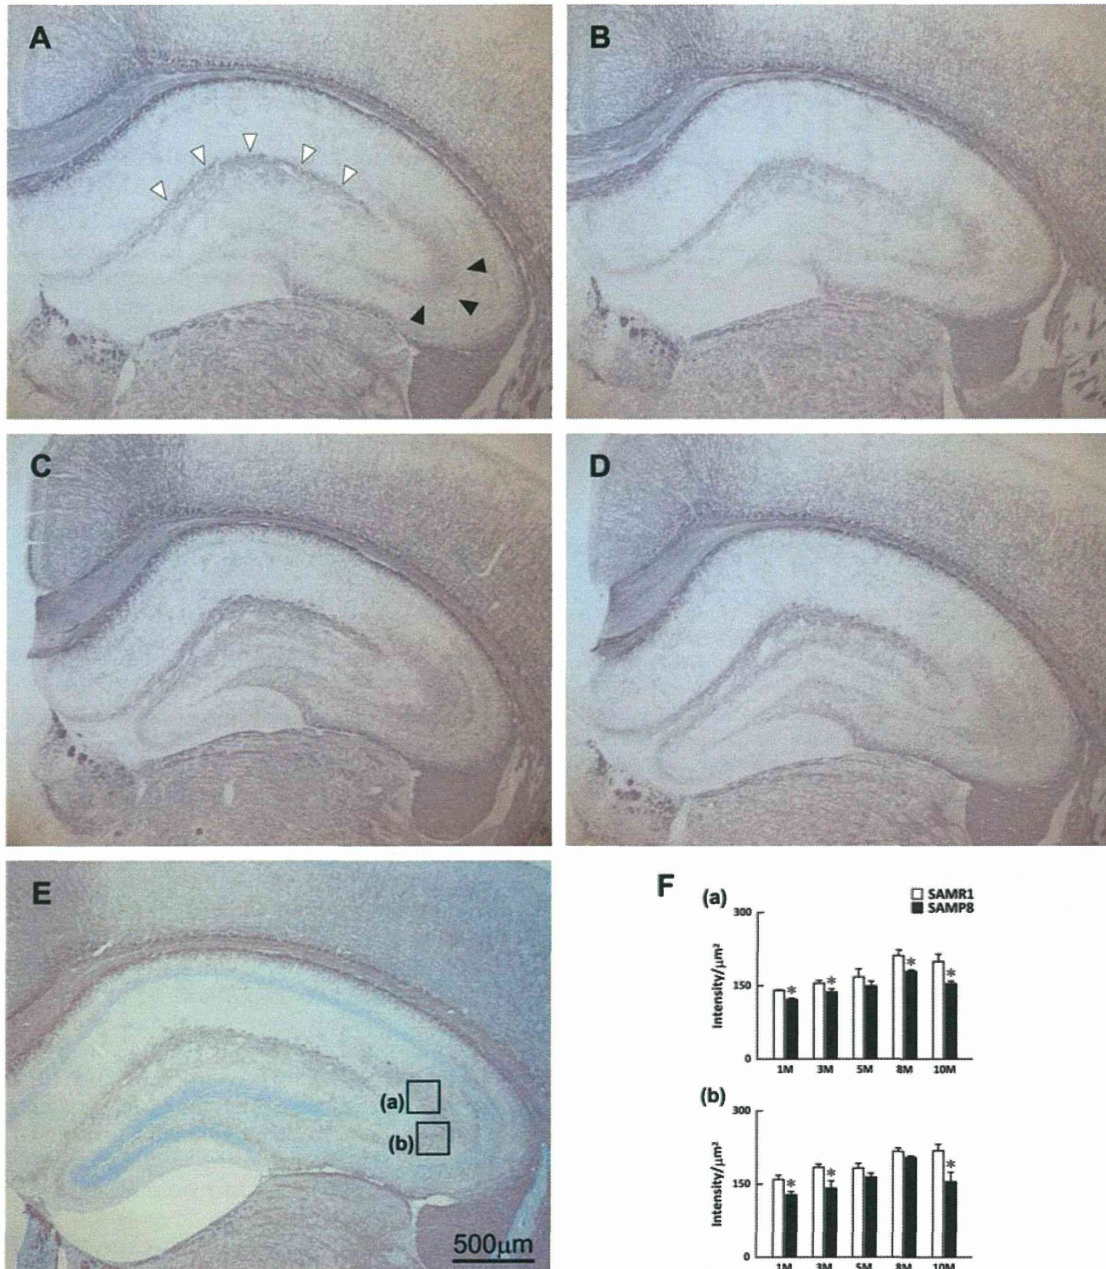 A
B
C
D
E
(a)
(b)
500μm
F
(a)
SAMR1
SAMP8
300
150
0
Intensity/μm²
*
*
*
*
1M 3M 5M 8M 10M
(b)
300
150
0
Intensity/μm²
*
*
*
1M 3M 5M 8M 10M